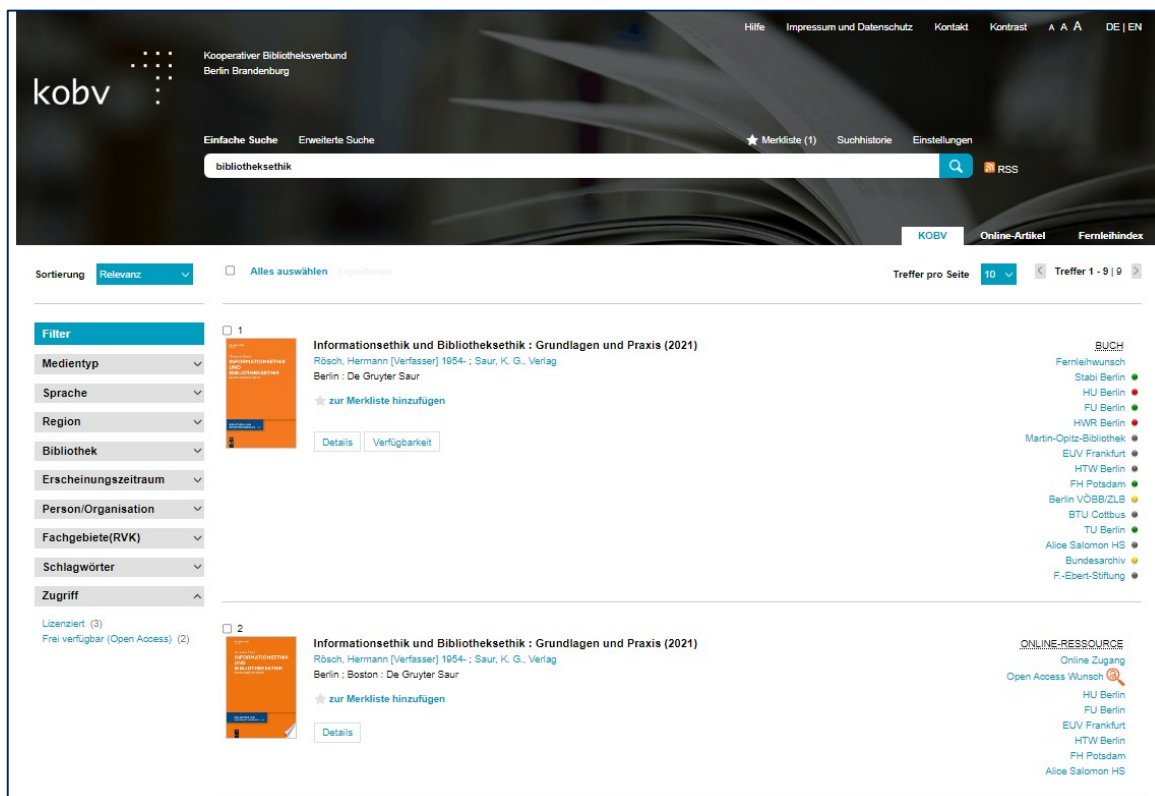 Hilfe Impressum und Datenschutz Kontakt Kontrast A A A DE | EN
Kooperativer Bibliotheksverbund
Berlin Brandenburg
kobv
Einfache Suche Erweiterte Suche Merkliste (1) Suchhistorie Einstellungen
bibliotheksethik RSS
KOBV Online-Artikel Fernleihindex
Sortierung Relevanz Alles auswählen Exportieren Treffer pro Seite 10 Treffer 1 - 9 | 9
Filter
Medientyp
Sprache
Region
Bibliothek
Erscheinungszeitraum
Person/Organisation
Fachgebiete(RVK)
Schlagwörter
Zugriff
Lizenziert (3)
Frei verfügbar (Open Access) (2)
1
INFORMATIONSETHIK
UND
BIBLIOTHEKSETHIK
Informationsethik und Bibliotheksethik : Grundlagen und Praxis (2021)
Rösch, Hermann [Verfasser] 1954- ; Saur, K. G., Verlag
Berlin : De Gruyter Saur
zur Merkliste hinzufügen
Details Verfügbarkeit
BUCH
Fernleihwunsch
Stabi Berlin
HU Berlin
FU Berlin
HWR Berlin
Martin-Opitz-Bibliothek
EUV Frankfurt
HTW Berlin
FH Potsdam
Berlin VÖBB/ZLB
BTU Cottbus
TU Berlin
Alice Salomon HS
Bundesarchiv
F.-Ebert-Stiftung
2
INFORMATIONSETHIK
UND
BIBLIOTHEKSETHIK
Informationsethik und Bibliotheksethik : Grundlagen und Praxis (2021)
Rösch, Hermann [Verfasser] 1954- ; Saur, K. G., Verlag
Berlin ; Boston : De Gruyter Saur
zur Merkliste hinzufügen
Details
ONLINE-RESSOURCE
Online Zugang
Open Access Wunsch
HU Berlin
FU Berlin
EUV Frankfurt
HTW Berlin
FH Potsdam
Alice Salomon HS